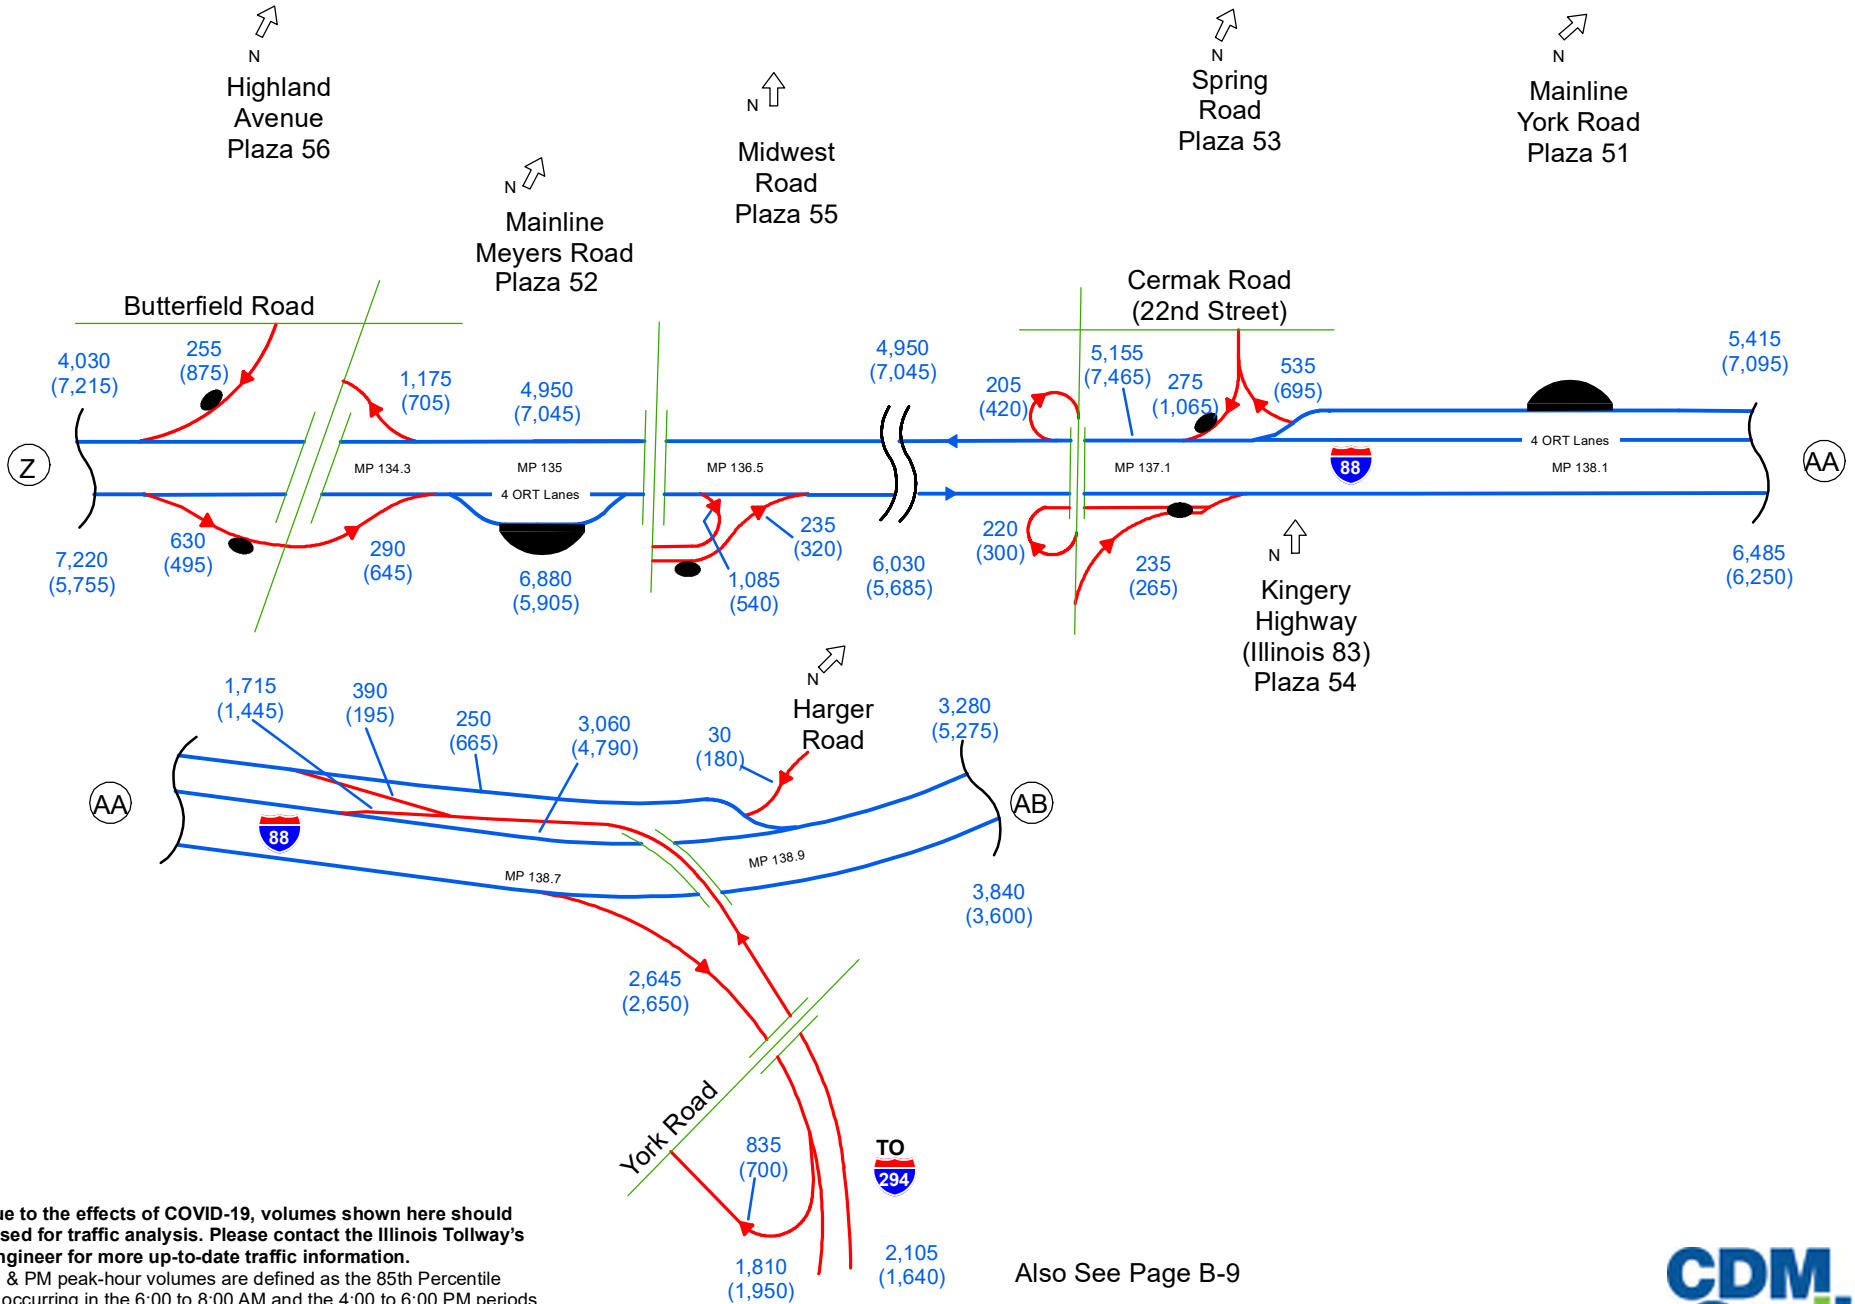 N
Highland
Avenue
Plaza 56
N
Mainline
Meyers Road
Plaza 52
N
Midwest
Road
Plaza 55
N
Spring
Road
Plaza 53
N
Mainline
York Road
Plaza 51
Butterfield Road
Cermak Road
(22nd Street)
4,030
(7,215)
255
(875)
1,175
(705)
4,950
(7,045)
4,950
(7,045)
205
(420)
5,155
(7,465)
275
(1,065)
535
(695)
5,415
(7,095)
Z
MP 134.3
MP 135
4 ORT Lanes
MP 136.5
MP 137.1
88
4 ORT Lanes
MP 138.1
AA
7,220
(5,755)
630
(495)
290
(645)
6,880
(5,905)
1,085
(540)
235
(320)
6,030
(5,685)
220
(300)
235
(265)
N
Kingery
Highway
(Illinois 83)
Plaza 54
6,485
(6,250)
1,715
(1,445)
390
(195)
250
(665)
3,060
(4,790)
30
(180)
N
Harger
Road
3,280
(5,275)
AA
88
MP 138.7
MP 138.9
AB
3,840
(3,600)
2,645
(2,650)
York Road
835
(700)
TO
294
1,810
(1,950)
2,105
(1,640)
Also See Page B-9
to the effects of COVID-19, volumes shown here should
for traffic analysis. Please contact the Illinois Tollway's
for more up-to-date traffic information.
& PM peak-hour volumes are defined as the 85th Percentile
occurring in the 6:00 to 8:00 AM and the 4:00 to 6:00 PM periods
CDM